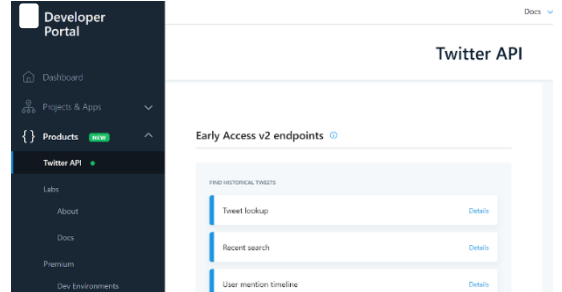 Developer
Portal
Docs
Twitter API
Dashboard
Projects & Apps
Products NEW
Twitter API
Labs
About
Docs
Premium
Dev Environments
Early Access v2 endpoints
FIND HISTORICAL TWEETS
Tweet lookup Details
Recent search Details
User mention timeline Details